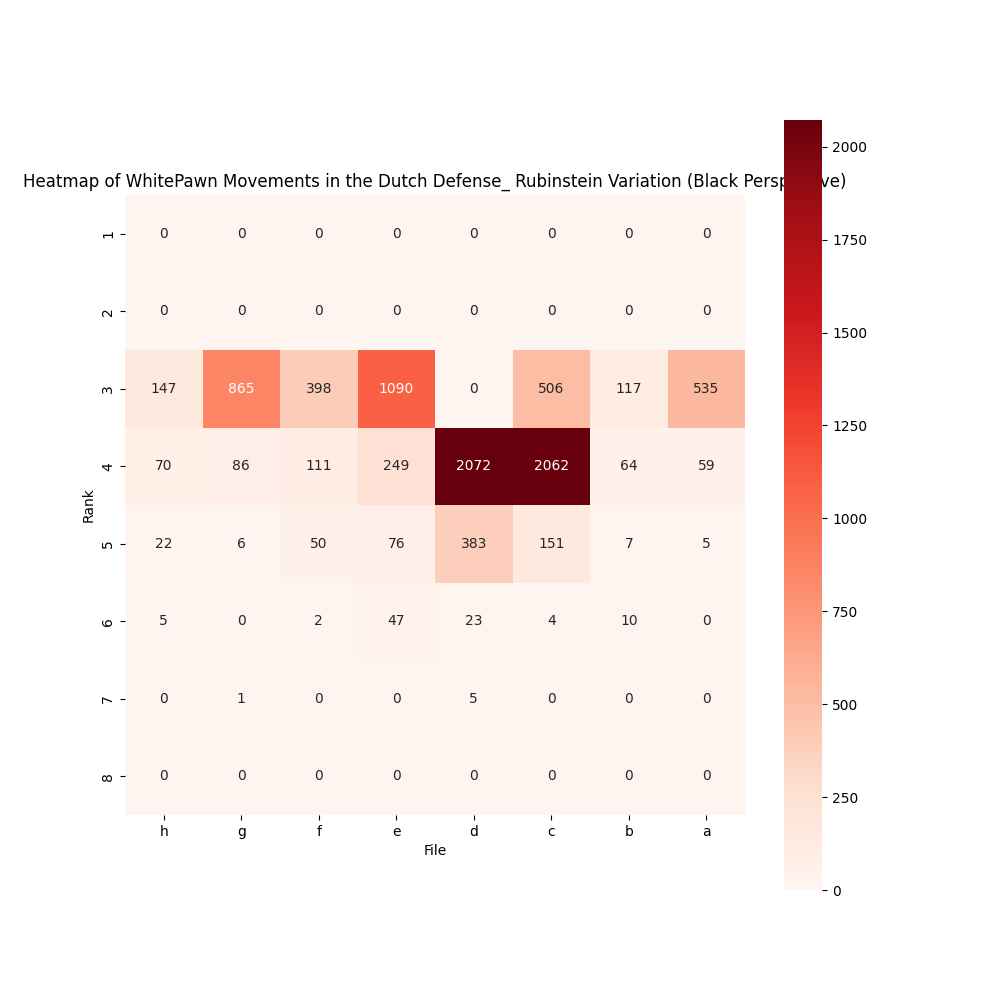 Heatmap of WhitePawn Movements in the Dutch Defense_ Rubinstein Variation (Black Perspective)
2000
1 0 0 0 0 0 0 0 0
1750
2 0 0 0 0 0 0 0 0
1500
3 147 865 398 1090 0 506 117 535
1250
4 70 86 111 249 2072 2062 64 59
Rank
1000
5 22 6 50 76 383 151 7 5
750
6 5 0 2 47 23 4 10 0
500
7 0 1 0 0 5 0 0 0
250
8 0 0 0 0 0 0 0 0
h g f e d c b a
File
0